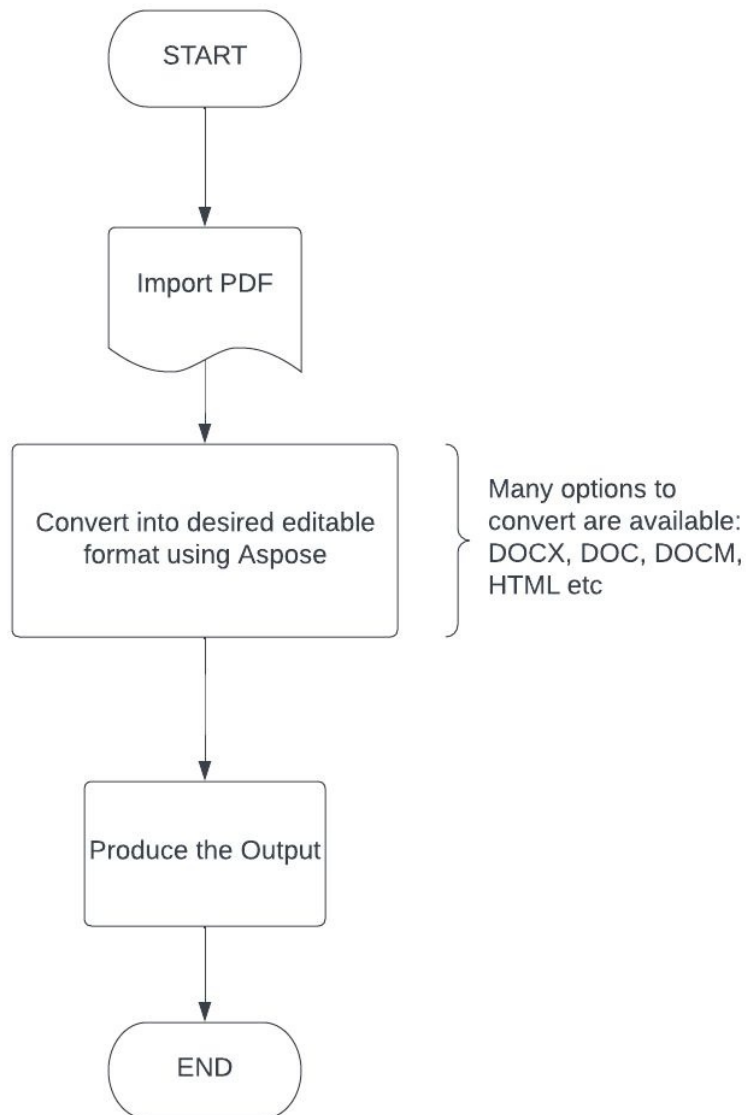 START
Import PDF
Convert into desired editable
format using Aspose
Many options to
convert are available:
DOCX, DOC, DOCM,
HTML etc
Produce the Output
END